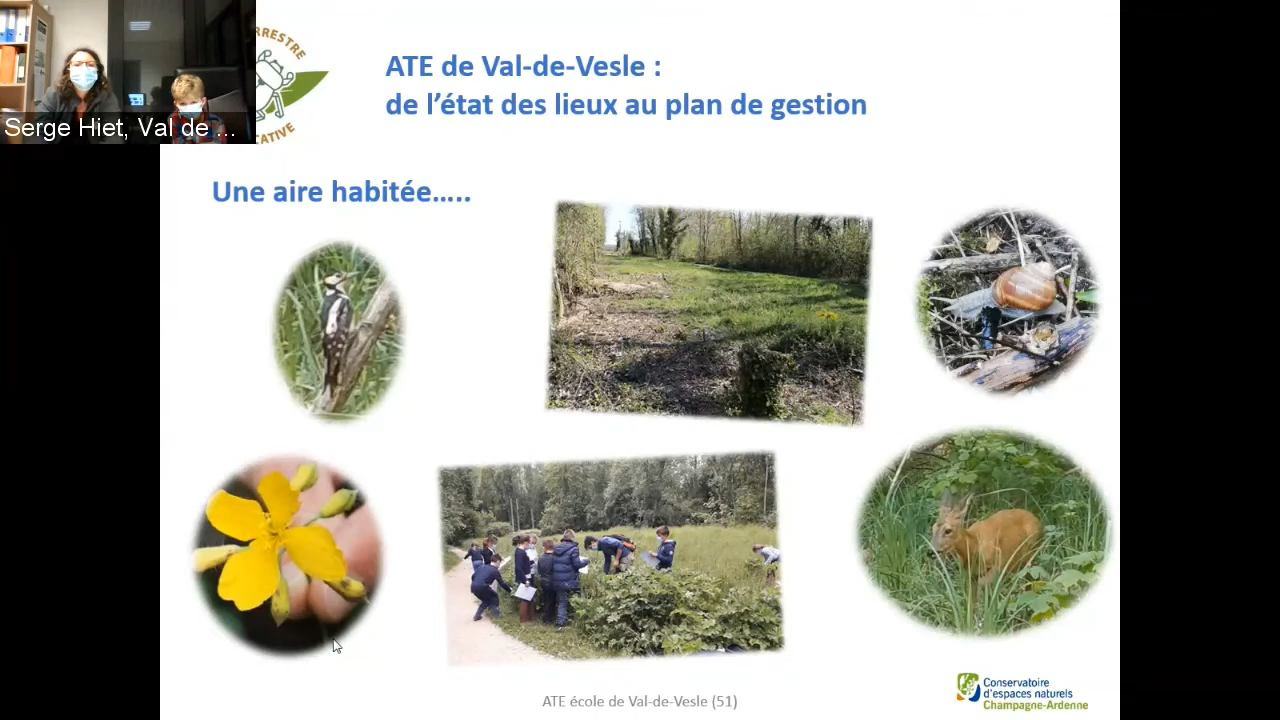 ATE de Val-de-Vesle :
de l'état des lieux au plan de gestion
Serge Hiet, Val de ...
Une aire habitée…..
ATE école de Val-de-Vesle (51)
Conservatoire
d'espaces naturels
Champagne-Ardenne